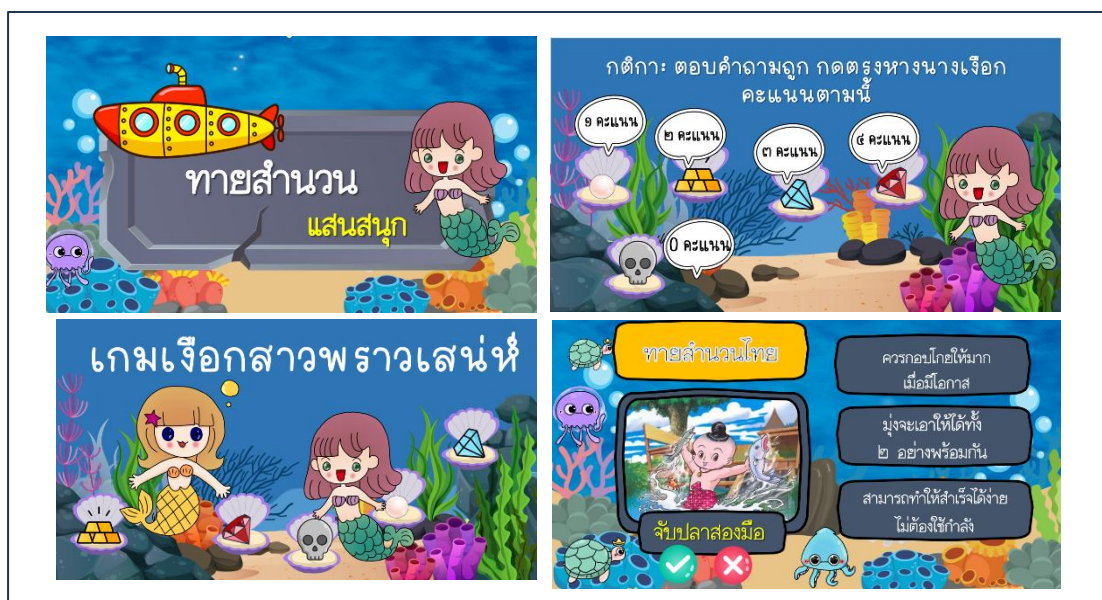 ทายสำนวน
แสนสนุก
กติกา: ตอบคำถามถูก กดตรงหางนางเงือก
คะแนนตามนี้
๑ คะแนน
๒ คะแนน
๓ คะแนน
๔ คะแนน
0 คะแนน
เกมเงือกสาวพราวเสน่ห์
ทายสำนวนไทย
จับปลาสองมือ
ควรกอบโกยให้มาก
เมื่อมีโอกาส
มุ่งจะเอาให้ได้ทั้ง
๒ อย่างพร้อมกัน
สามารถทำให้สำเร็จได้ง่าย
ไม่ต้องใช้กำลัง